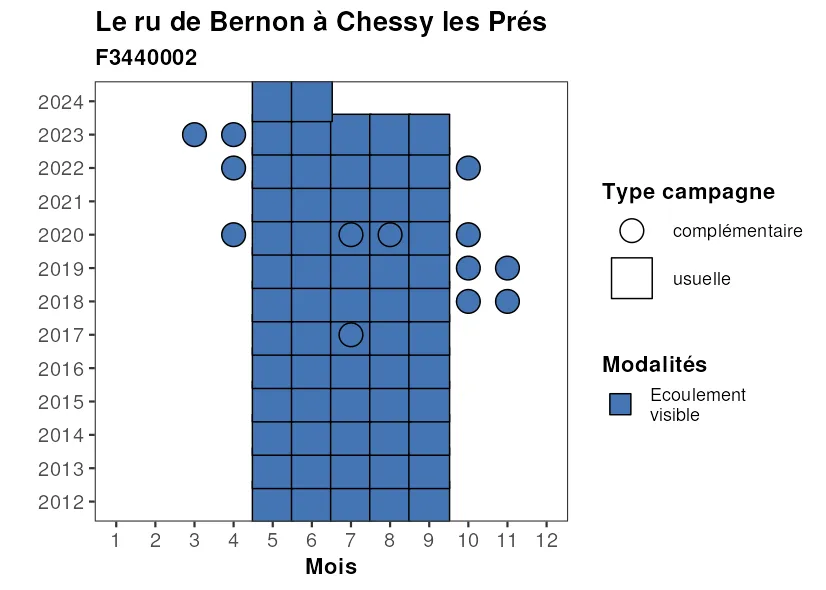 Le ru de Bernon à Chessy les Prés
F3440002
2024
2023
2022
2021
2020
2019
2018
2017
2016
2015
2014
2013
2012
1 2 3 4 5 6 7 8 9 10 11 12
Mois
Type campagne
complémentaire
usuelle
Modalités
Ecoulement
visible